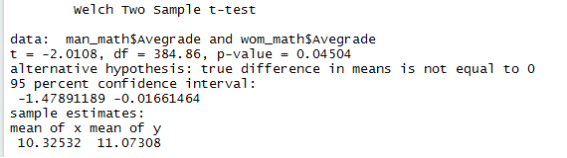 Welch Two Sample t-test
data:  man_math$Avegrade and wom_math$Avegrade
t = -2.0108, df = 384.86, p-value = 0.04504
alternative hypothesis: true difference in means is not equal to 0
95 percent confidence interval:
-1.47891189 -0.01661464
sample estimates:
mean of x mean of y
10.32532  11.07308